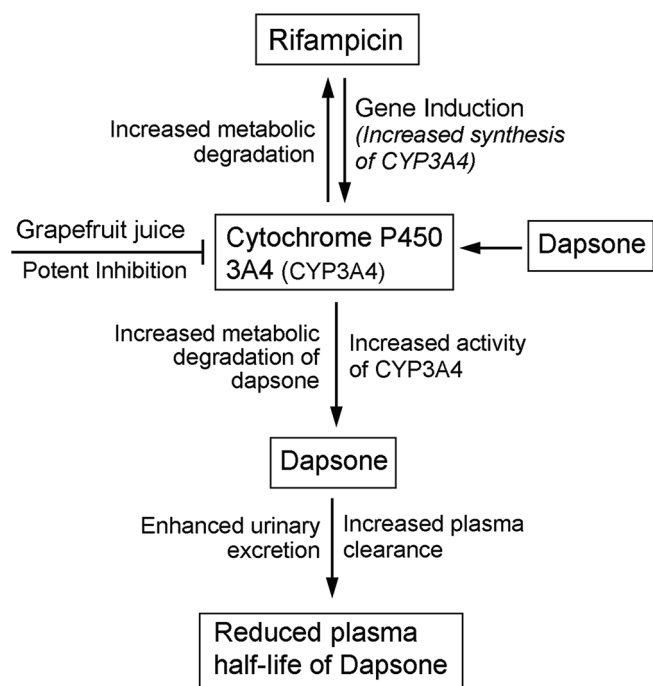 Rifampicin
Increased metabolic
degradation
Gene Induction
(Increased synthesis
of CYP3A4)
Grapefruit juice
Potent Inhibition
Cytochrome P450
3A4 (CYP3A4)
Dapsone
Increased metabolic
degradation of
dapsone
Increased activity
of CYP3A4
Dapsone
Enhanced urinary
excretion
Increased plasma
clearance
Reduced plasma
half-life of Dapsone